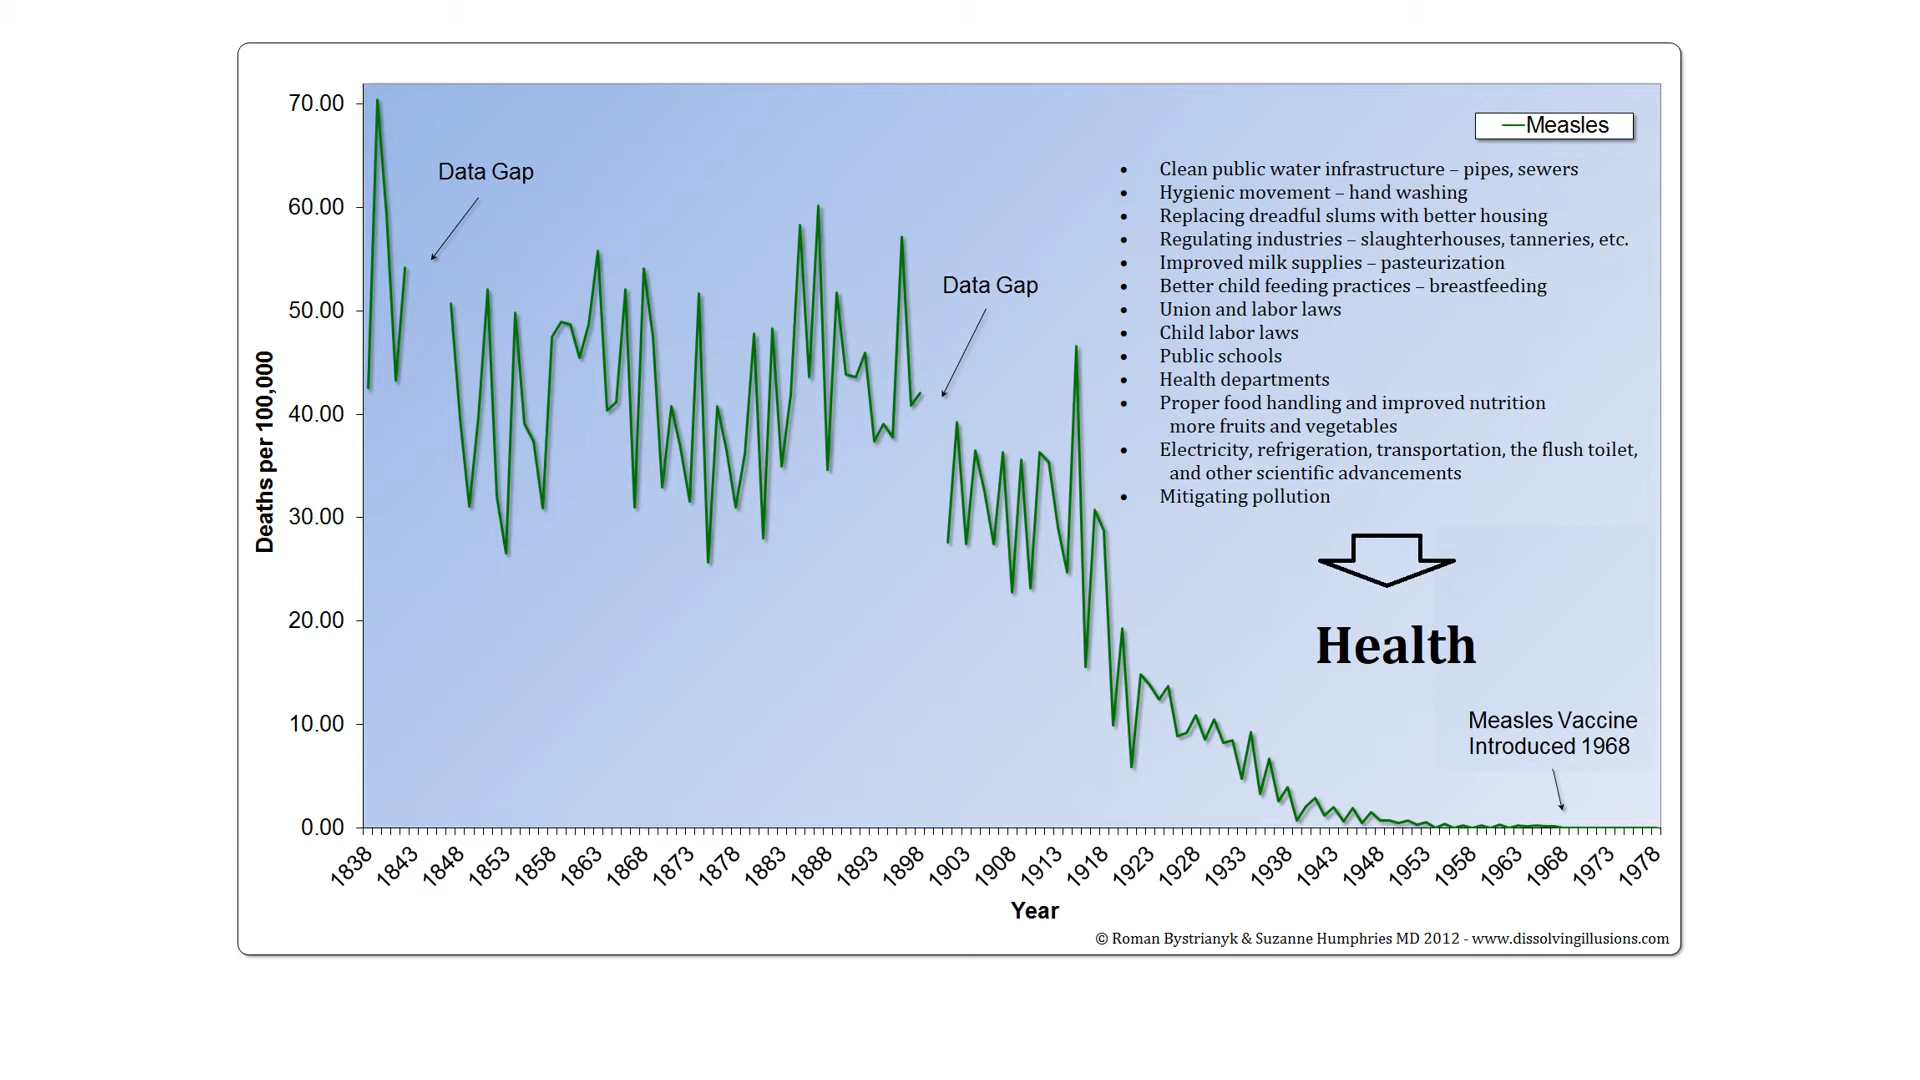 70.00
60.00
50.00
40.00
30.00
20.00
10.00
0.00
Deaths per 100,000
Data Gap
Data Gap
Measles
• Clean public water infrastructure – pipes, sewers
• Hygienic movement – hand washing
• Replacing dreadful slums with better housing
• Regulating industries – slaughterhouses, tanneries, etc.
• Improved milk supplies – pasteurization
• Better child feeding practices – breastfeeding
• Union and labor laws
• Child labor laws
• Public schools
• Health departments
• Proper food handling and improved nutrition
more fruits and vegetables
• Electricity, refrigeration, transportation, the flush toilet,
and other scientific advancements
• Mitigating pollution
Health
Measles Vaccine
Introduced 1968
1838 1843 1848 1853 1858 1863 1868 1873 1878 1883 1888 1893 1898 1903 1908 1913 1918 1923 1928 1933 1938 1943 1948 1953 1958 1963 1968 1973 1978
Year
© Roman Bystrianyk & Suzanne Humphries MD 2012 - www.dissolvingillusions.com